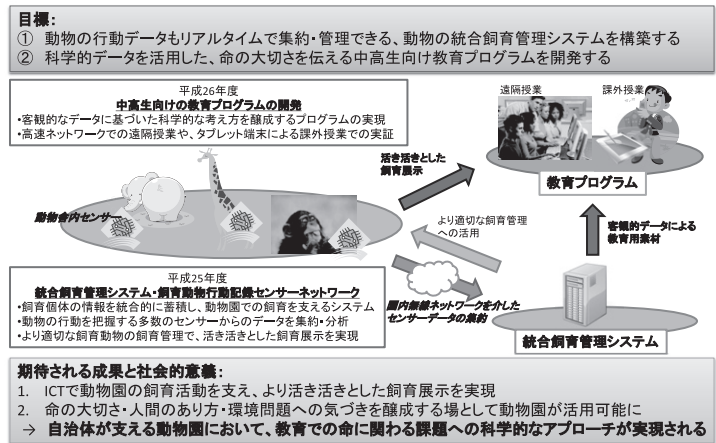 目標:
① 動物の行動データもリアルタイムで集約・管理できる、動物の統合飼育管理システムを構築する
② 科学的データを活用した、命の大切さを伝える中高生向け教育プログラムを開発する
平成26年度
中高生向けの教育プログラムの開発
•客観的なデータに基づいた科学的な考え方を醸成するプログラムの実現
•高速ネットワークでの遠隔授業や、タブレット端末による課外授業での実証
遠隔授業
課外授業
活き活きとした
飼育展示
教育プログラム
動物舎内センサー
より適切な飼育管理
への活用
客観的データによる
教育用素材
平成25年度
統合飼育管理システム・飼育動物行動記録センサーネットワーク
•飼育個体の情報を統合的に蓄積し、動物園での飼育を支えるシステム
•動物の行動を把握する多数のセンサーからのデータを集約・分析
•より適切な飼育動物の飼育管理で、活き活きとした飼育展示を実現
園内無線ネットワークを介した
センサーデータの集約
統合飼育管理システム
期待される成果と社会的意義:
1. ICTで動物園の飼育活動を支え、より活き活きとした飼育展示を実現
2. 命の大切さ・人間のあり方・環境問題への気づきを醸成する場として動物園が活用可能に
→ 自治体が支える動物園において、教育での命に関わる課題への科学的なアプローチが実現される